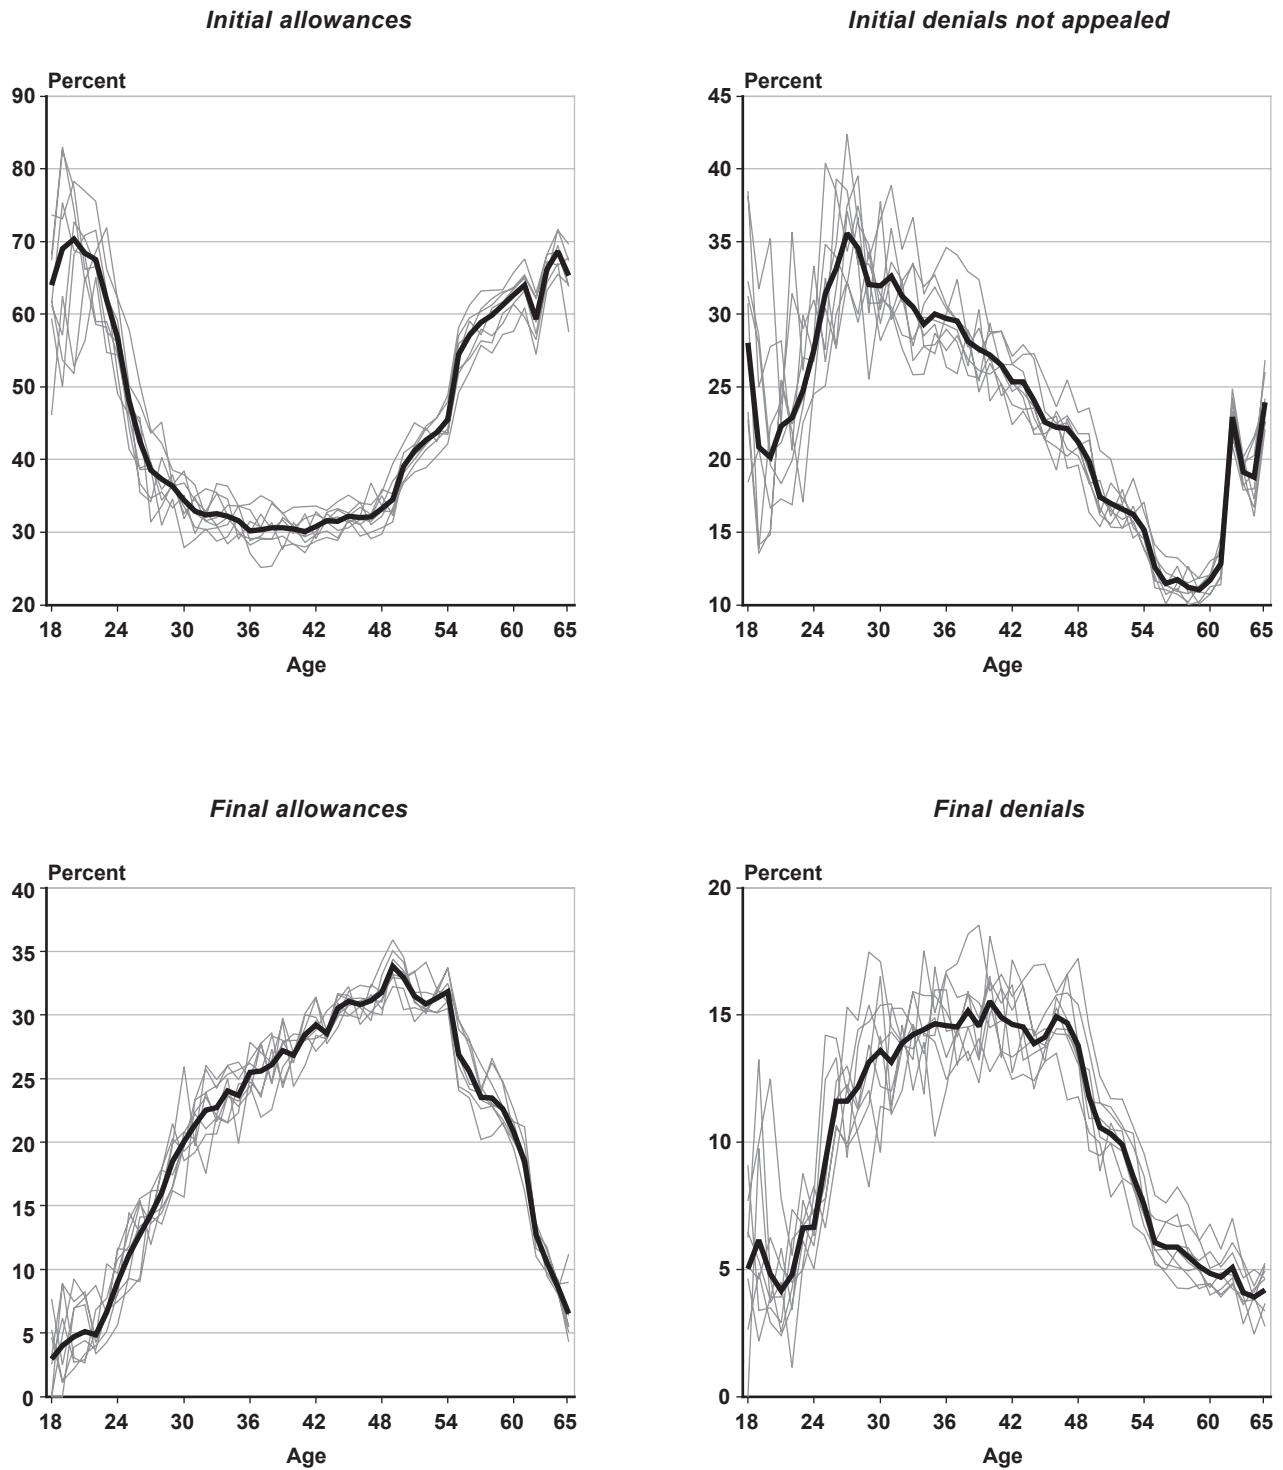 Initial allowances
Percent
90
80
70
60
50
40
30
20
18 24 30 36 42 48 54 60 65
Age
Initial denials not appealed
Percent
45
40
35
30
25
20
15
10
18 24 30 36 42 48 54 60 65
Age
Final allowances
Percent
40
35
30
25
20
15
10
5
0
18 24 30 36 42 48 54 60 65
Age
Final denials
Percent
20
15
10
5
0
18 24 30 36 42 48 54 60 65
Age